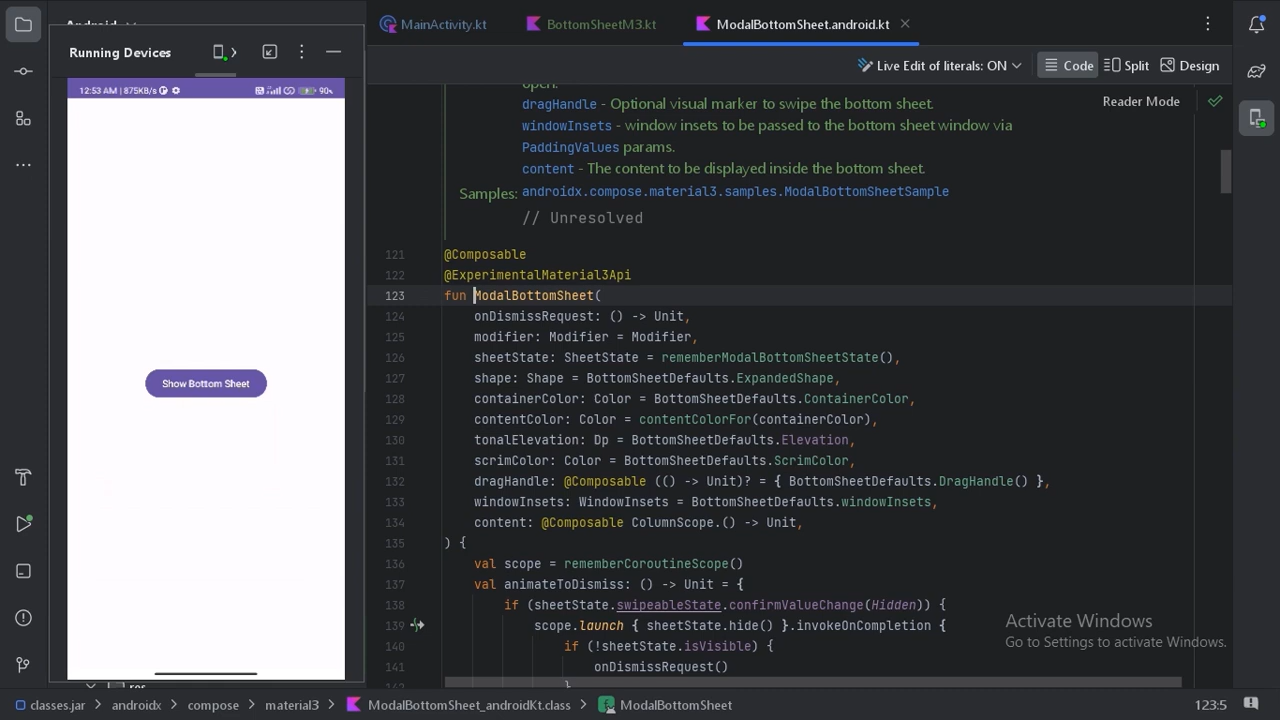 Android
MainActivity.kt
BottomSheetM3.kt
ModalBottomSheet.android.kt
Running Devices
Live Edit of literals: ON
Code
Split
Design
12:53 AM | 875KB/s
90%
Reader Mode
open.
dragHandle - Optional visual marker to swipe the bottom sheet.
windowInsets - window insets to be passed to the bottom sheet window via
PaddingValues params.
content - The content to be displayed inside the bottom sheet.
Samples: androidx.compose.material3.samples.ModalBottomSheetSample
// Unresolved
121 @Composable
122 @ExperimentalMaterial3Api
123 fun ModalBottomSheet(
124 onDismissRequest: () -> Unit,
125 modifier: Modifier = Modifier,
126 sheetState: SheetState = rememberModalBottomSheetState(),
127 shape: Shape = BottomSheetDefaults.ExpandedShape,
128 containerColor: Color = BottomSheetDefaults.ContainerColor,
129 contentColor: Color = contentColorFor(containerColor),
130 tonalElevation: Dp = BottomSheetDefaults.Elevation,
131 scrimColor: Color = BottomSheetDefaults.ScrimColor,
132 dragHandle: @Composable (() -> Unit)? = { BottomSheetDefaults.DragHandle() },
133 windowInsets: WindowInsets = BottomSheetDefaults.windowInsets,
134 content: @Composable ColumnScope.() -> Unit,
135 ) {
136 val scope = rememberCoroutineScope()
137 val animateToDismiss: () -> Unit = {
138 if (sheetState.swipeableState.confirmValueChange(Hidden)) {
139 scope.launch { sheetState.hide() }.invokeOnCompletion {
140 if (!sheetState.isVisible) {
141 onDismissRequest()
142 }
Show Bottom Sheet
Activate Windows
Go to Settings to activate Windows.
res
classes.jar
androidx
compose
material3
ModalBottomSheet_androidKt.class
ModalBottomSheet
123:5